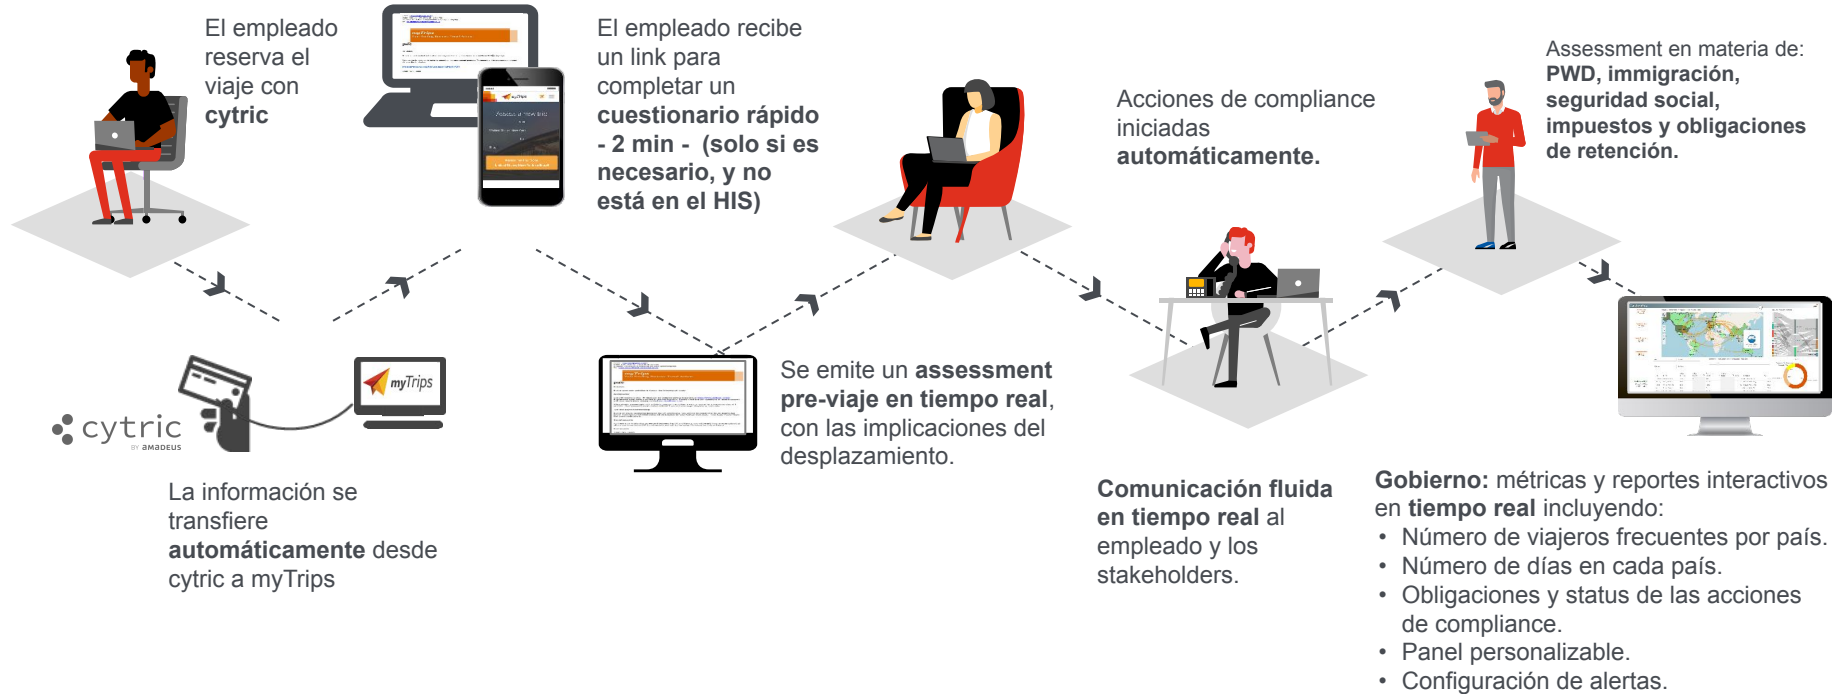 El empleado
reserva el
viaje con
cytric
cytric
BY amadeus
myTrips
La información se
transfiere
automáticamente desde
cytric a myTrips
myTrips
pwc
myTrips
El empleado recibe
un link para
completar un
cuestionario rápido
- 2 min -  (solo si es
necesario, y no
está en el HIS)
myTrips
pwc
Se emite un assessment
pre-viaje en tiempo real,
con las implicaciones del
desplazamiento.
Acciones de compliance
iniciadas
automáticamente.
Comunicación fluida
en tiempo real al
empleado y los
stakeholders.
Assessment en materia de:
PWD, immigración,
seguridad social,
impuestos y obligaciones
de retención.
Gobierno: métricas y reportes interactivos
en tiempo real incluyendo:
• Número de viajeros frecuentes por país.
• Número de días en cada país.
• Obligaciones y status de las acciones
de compliance.
• Panel personalizable.
• Configuración de alertas.